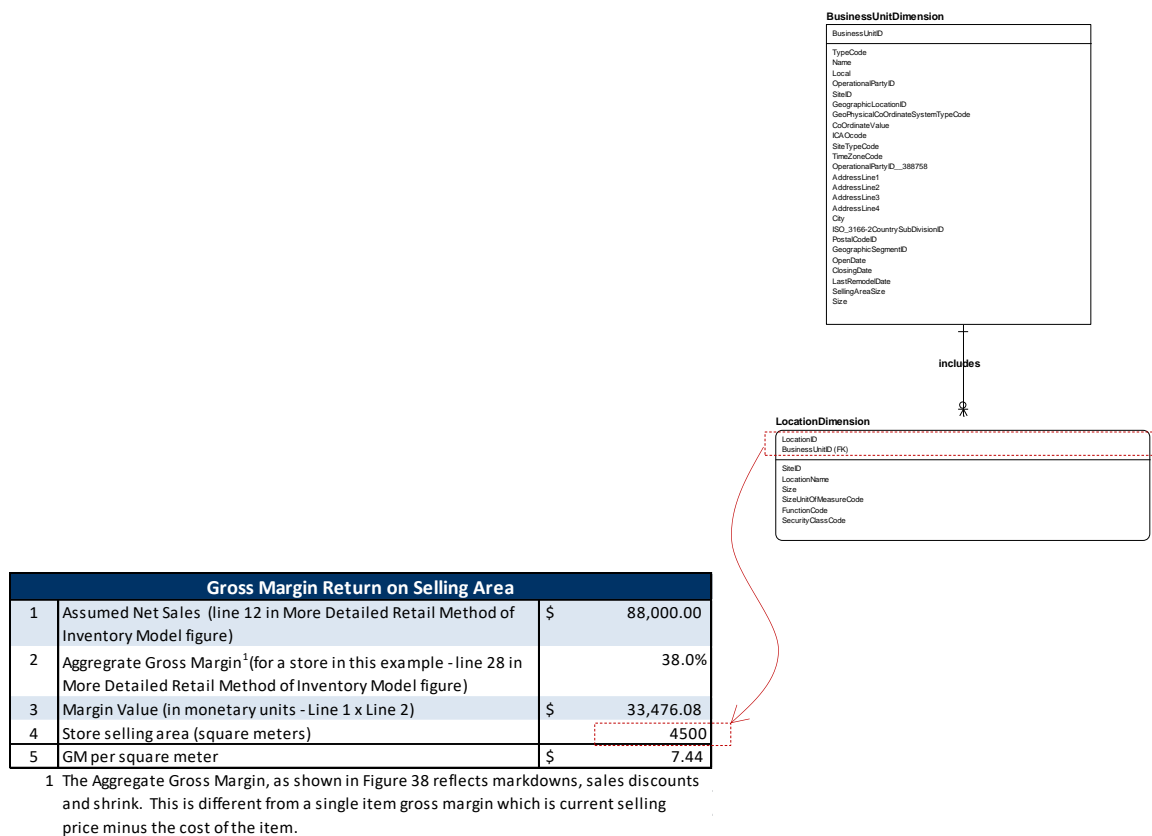 BusinessUnitDimension
BusinessUnitID
TypeCode
Name
Local
OperationalPartyID
SiteID
GeographicLocationID
GeoPhysicalCoOrdinateSystemTypeCode
CoOrdinateValue
ICAOcode
SiteTypeCode
TimeZoneCode
OperationalPartyID__388758
AddressLine1
AddressLine2
AddressLine3
AddressLine4
City
ISO_3166-2CountrySubDivisionID
PostalCodeID
GeographicSegmentID
OpenDate
ClosingDate
LastRemodelDate
SellingAreaSize
Size
includes
LocationDimension
LocationID
BusinessUnitID (FK)
SiteID
LocationName
Size
SizeUnitOfMeasureCode
FunctionCode
SecurityClassCode
Gross Margin Return on Selling Area
1 Assumed Net Sales (line 12 in More Detailed Retail Method of $ 88,000.00
Inventory Model figure)
2 Aggregrate Gross Margin1(for a store in this example - line 28 in 38.0%
More Detailed Retail Method of Inventory Model figure)
3 Margin Value (in monetary units - Line 1 x Line 2) $ 33,476.08
4 Store selling area (square meters) 4500
5 GM per square meter $ 7.44
1 The Aggregate Gross Margin, as shown in Figure 38 reflects markdowns, sales discounts
and shrink. This is different from a single item gross margin which is current selling
price minus the cost of the item.